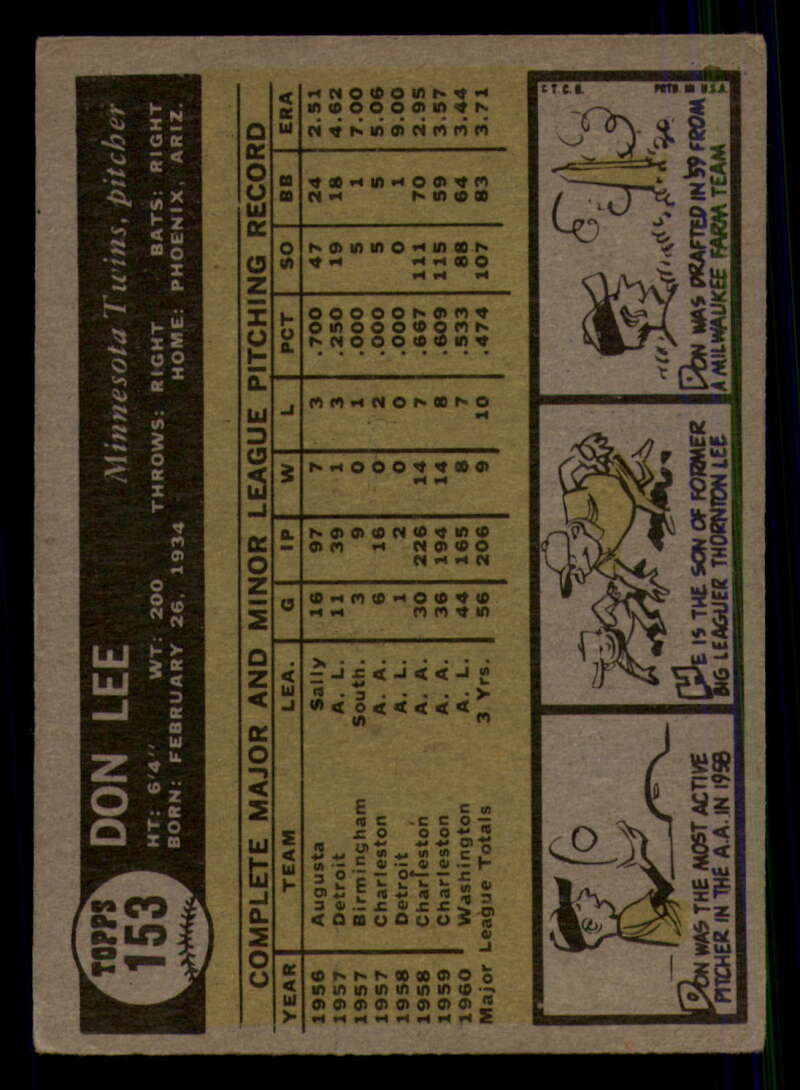 TOPPS
153
DON LEE
Minnesota Twins, pitcher
HT: 6'4" WT: 200 THROWS: RIGHT BATS: RIGHT
BORN: FEBRUARY 26, 1934 HOME: PHOENIX, ARIZ.
COMPLETE MAJOR AND MINOR LEAGUE PITCHING RECORD
YEAR TEAM LEA. G IP W L PCT SO BB ERA
1956 Augusta Sally 16 97 7 3 .700 47 24 2.51
1957 Detroit A. L. 11 39 1 3 .250 19 18 4.62
1957 Birmingham South. 3 9 0 1 .000 5 1 7.00
1957 Charleston A. A. 6 16 0 2 .000 5 5 5.06
1958 Detroit A. L. 1 2 0 0 .000 0 1 9.00
1958 Charleston A. A. 30 226 14 7 .667 111 70 2.95
1959 Charleston A. A. 36 194 14 8 .609 115 59 3.57
1960 Washington A. L. 44 165 8 7 .533 88 64 3.44
Major League Totals 3 Yrs. 56 206 9 10 .474 107 83 3.71
DON WAS THE MOST ACTIVE
PITCHER IN THE A.A. IN 1958
HE IS THE SON OF FORMER
BIG LEAGUER THORNTON LEE
© T. C. G. PRTD. IN U.S.A.
DON WAS DRAFTED IN '59 FROM
A MILWAUKEE FARM TEAM